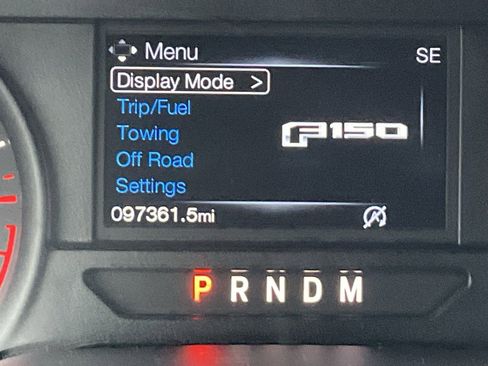 Menu
SE
Display Mode >
Trip/Fuel
Towing
F150
Off Road
Settings
097361.5mi
P R N D M